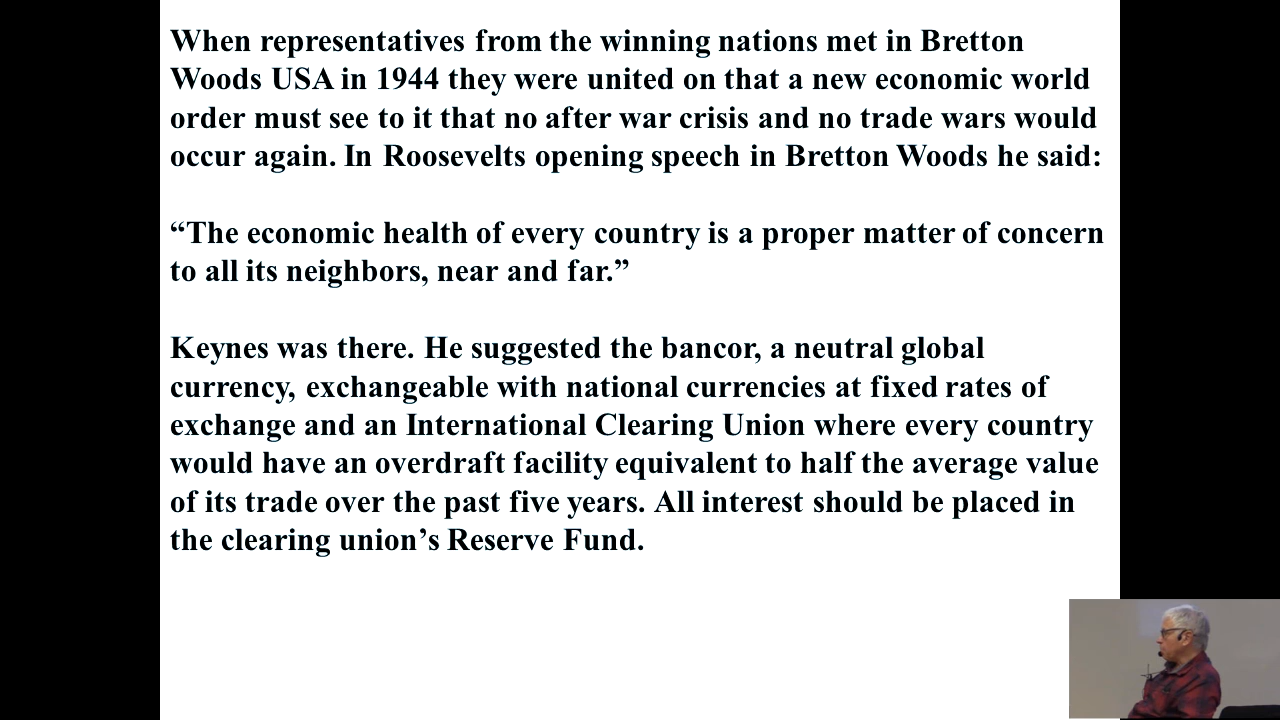 When representatives from the winning nations met in Bretton
Woods USA in 1944 they were united on that a new economic world
order must see to it that no after war crisis and no trade wars would
occur again. In Roosevelts opening speech in Bretton Woods he said:
“The economic health of every country is a proper matter of concern
to all its neighbors, near and far.”
Keynes was there. He suggested the bancor, a neutral global
currency, exchangeable with national currencies at fixed rates of
exchange and an International Clearing Union where every country
would have an overdraft facility equivalent to half the average value
of its trade over the past five years. All interest should be placed in
the clearing union’s Reserve Fund.